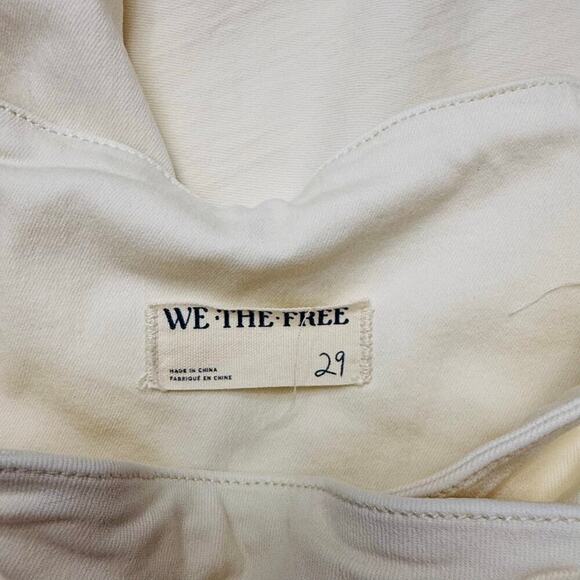 WE·THE·FREE
29
MADE IN CHINA
FABRIQUÉ EN CHINE